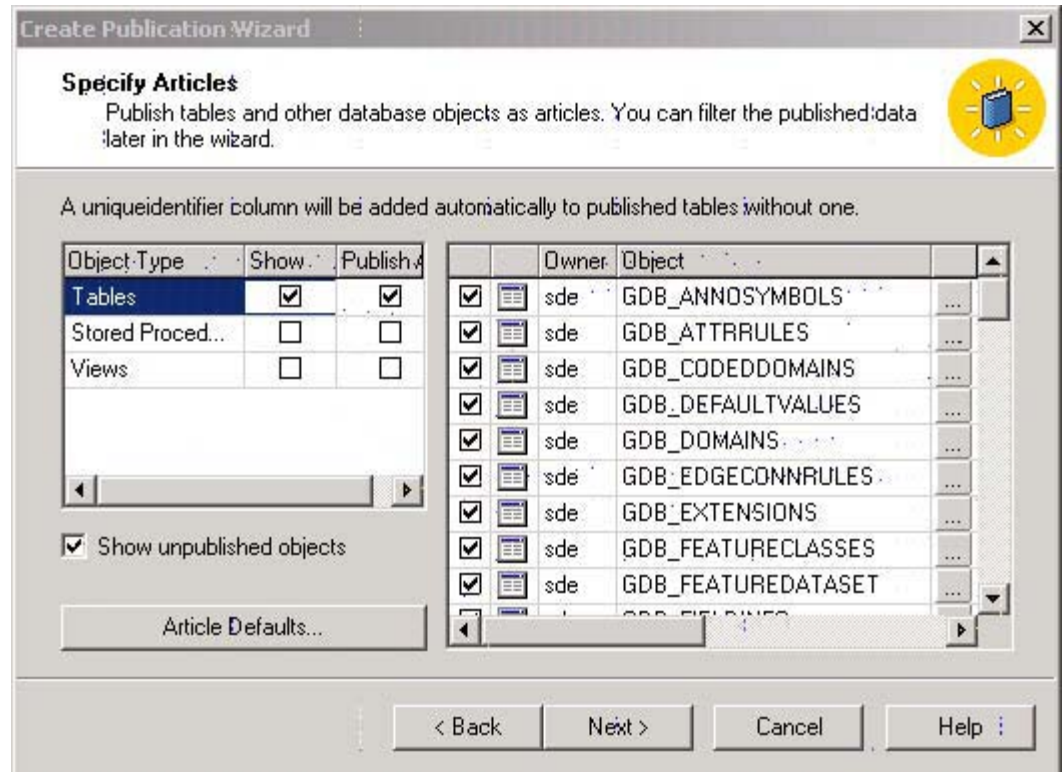 Create Publication Wizard
Specify Articles
Publish tables and other database objects as articles. You can filter the published data
later in the wizard.
A uniqueidentifier column will be added automatically to published tables without one.
Object Type Show Publish A
Tables
Stored Proced...
Views
Show unpublished objects
Article Defaults...
Owner Object
sde GDB_ANNOSYMBOLS ...
sde GDB_ATTRRULES ...
sde GDB_CODEDDOMAINS ...
sde GDB_DEFAULTVALUES ...
sde GDB_DOMAINS ...
sde GDB_EDGECONNRULES ...
sde GDB_EXTENSIONS ...
sde GDB_FEATURECLASSES ...
sde GDB_FEATUREDATASET ...
< Back Next > Cancel Help